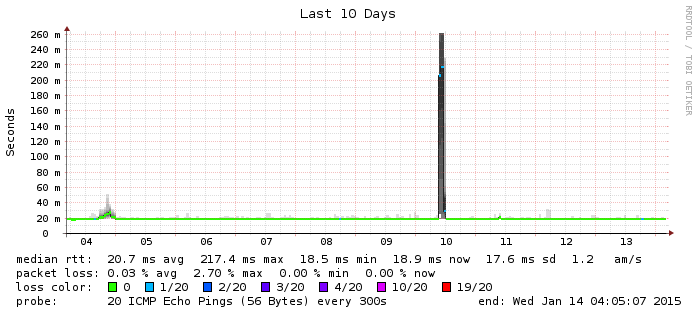 Last 10 Days
RRDTOOL / TOBI OETIKER
Seconds
260 m
240 m
220 m
200 m
180 m
160 m
140 m
120 m
100 m
80 m
60 m
40 m
20 m
0
04 05 06 07 08 09 10 11 12 13
median rtt: 20.7 ms avg 217.4 ms max 18.5 ms min 18.9 ms now 17.6 ms sd 1.2 am/s
packet loss: 0.03 % avg 2.70 % max 0.00 % min 0.00 % now
loss color: 0 1/20 2/20 3/20 4/20 10/20 19/20
probe: 20 ICMP Echo Pings (56 Bytes) every 300s end: Wed Jan 14 04:05:07 2015